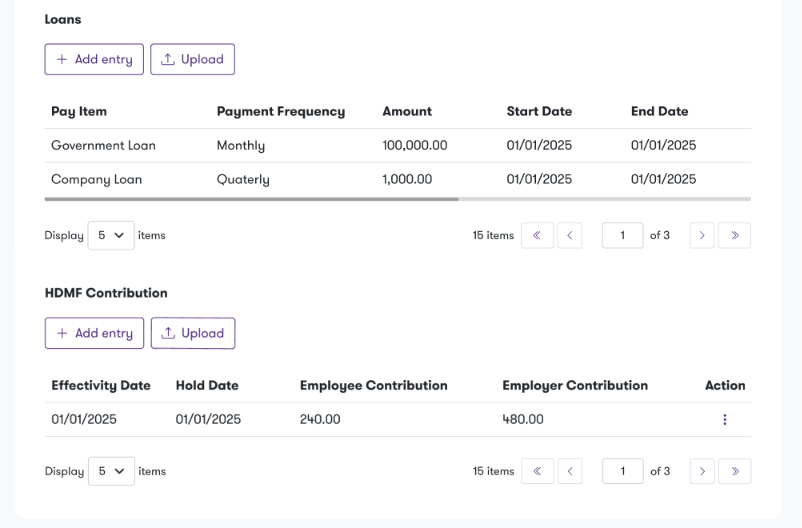 Loans
Add entry Upload
Pay Item Payment Frequency Amount Start Date End Date
Government Loan Monthly 100,000.00 01/01/2025 01/01/2025
Company Loan Quaterly 1,000.00 01/01/2025 01/01/2025
Display 5 items 15 items 1 of 3
HDMF Contribution
Add entry Upload
Effectivity Date Hold Date Employee Contribution Employer Contribution Action
01/01/2025 01/01/2025 240.00 480.00
Display 5 items 15 items 1 of 3